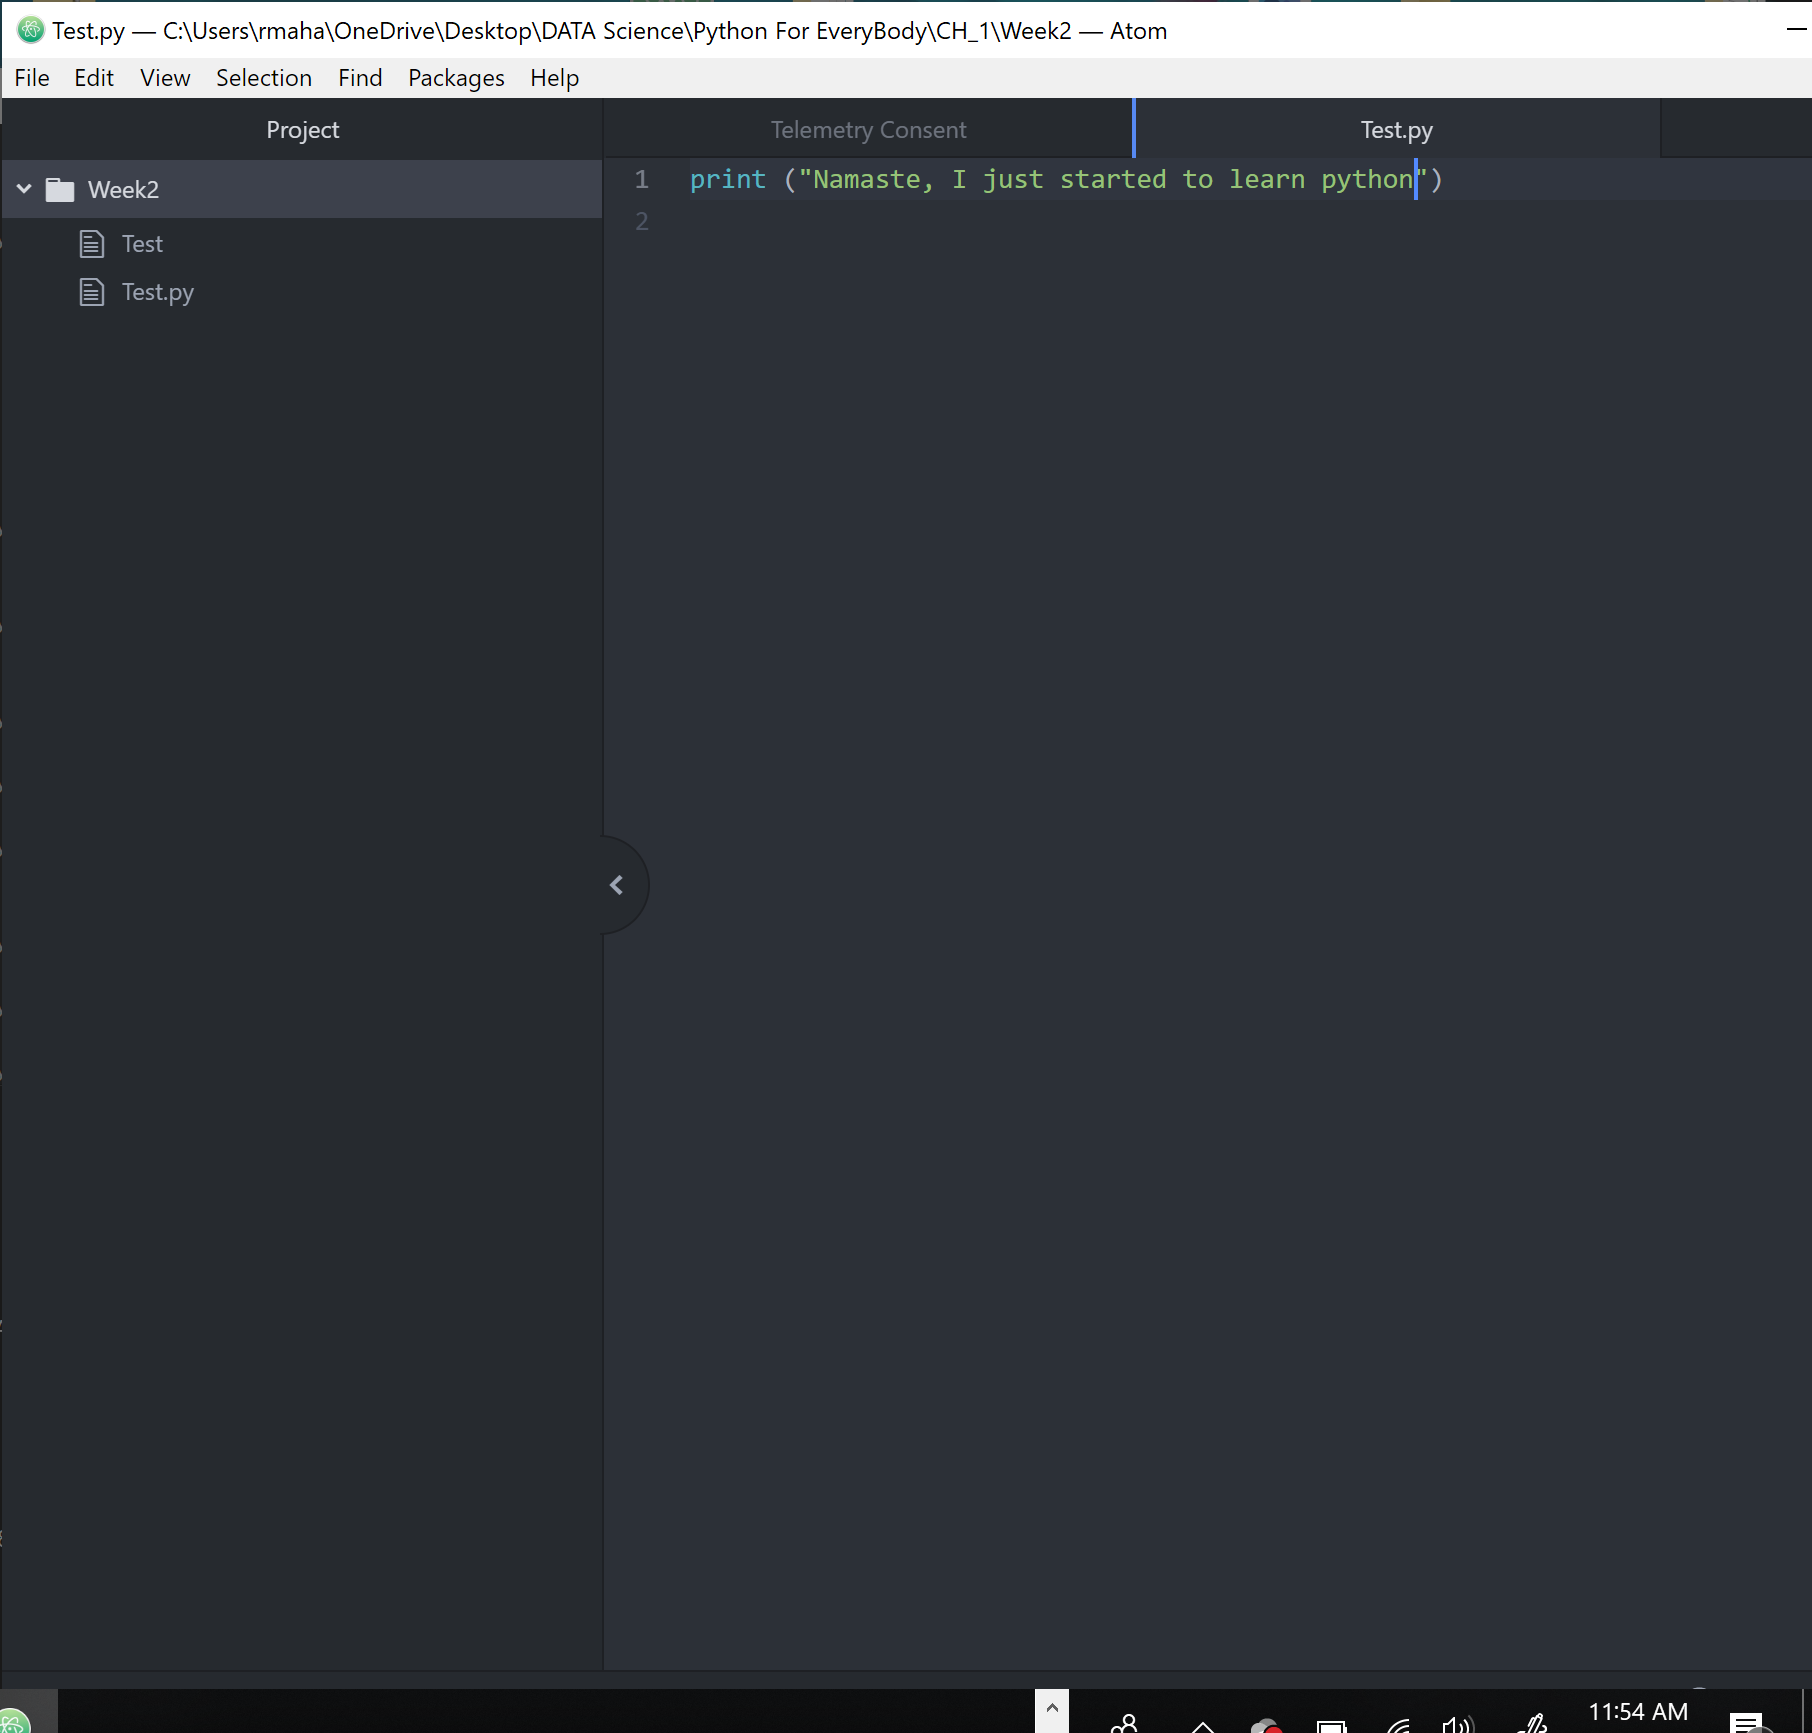 Test.py — C:\Users\rmaha\OneDrive\Desktop\DATA Science\Python For EveryBody\CH_1\Week2 — Atom
File Edit View Selection Find Packages Help
Project
Telemetry Consent
Test.py
Week2
Test
Test.py
1 print ("Namaste, I just started to learn python")
2
11:54 AM